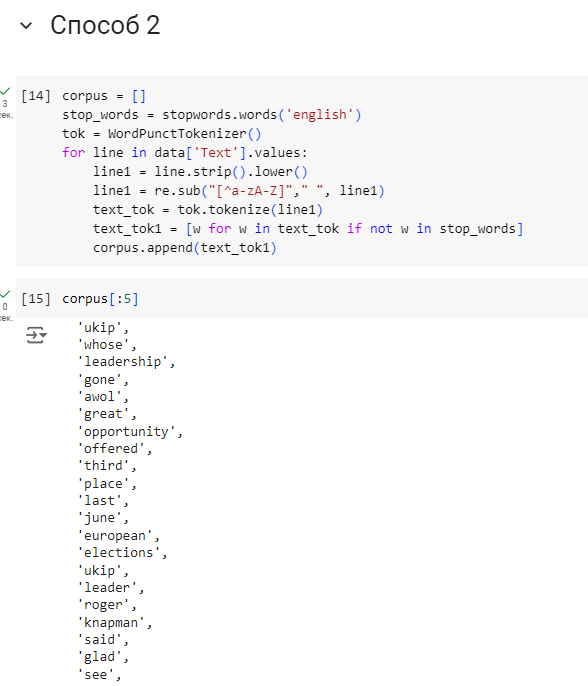 Способ 2
[14] corpus = []
stop_words = stopwords.words('english')
tok = WordPunctTokenizer()
for line in data['Text'].values:
line1 = line.strip().lower()
line1 = re.sub("[^a-zA-Z]"," ", line1)
text_tok = tok.tokenize(line1)
text_tok1 = [w for w in text_tok if not w in stop_words]
corpus.append(text_tok1)
3
сек.
[15] corpus[:5]
0
сек.
'ukip',
'whose',
'leadership',
'gone',
'awol',
'great',
'opportunity',
'offered',
'third',
'place',
'last',
'june',
'european',
'elections',
'ukip',
'leader',
'roger',
'knapman',
'said',
'glad',
'see',